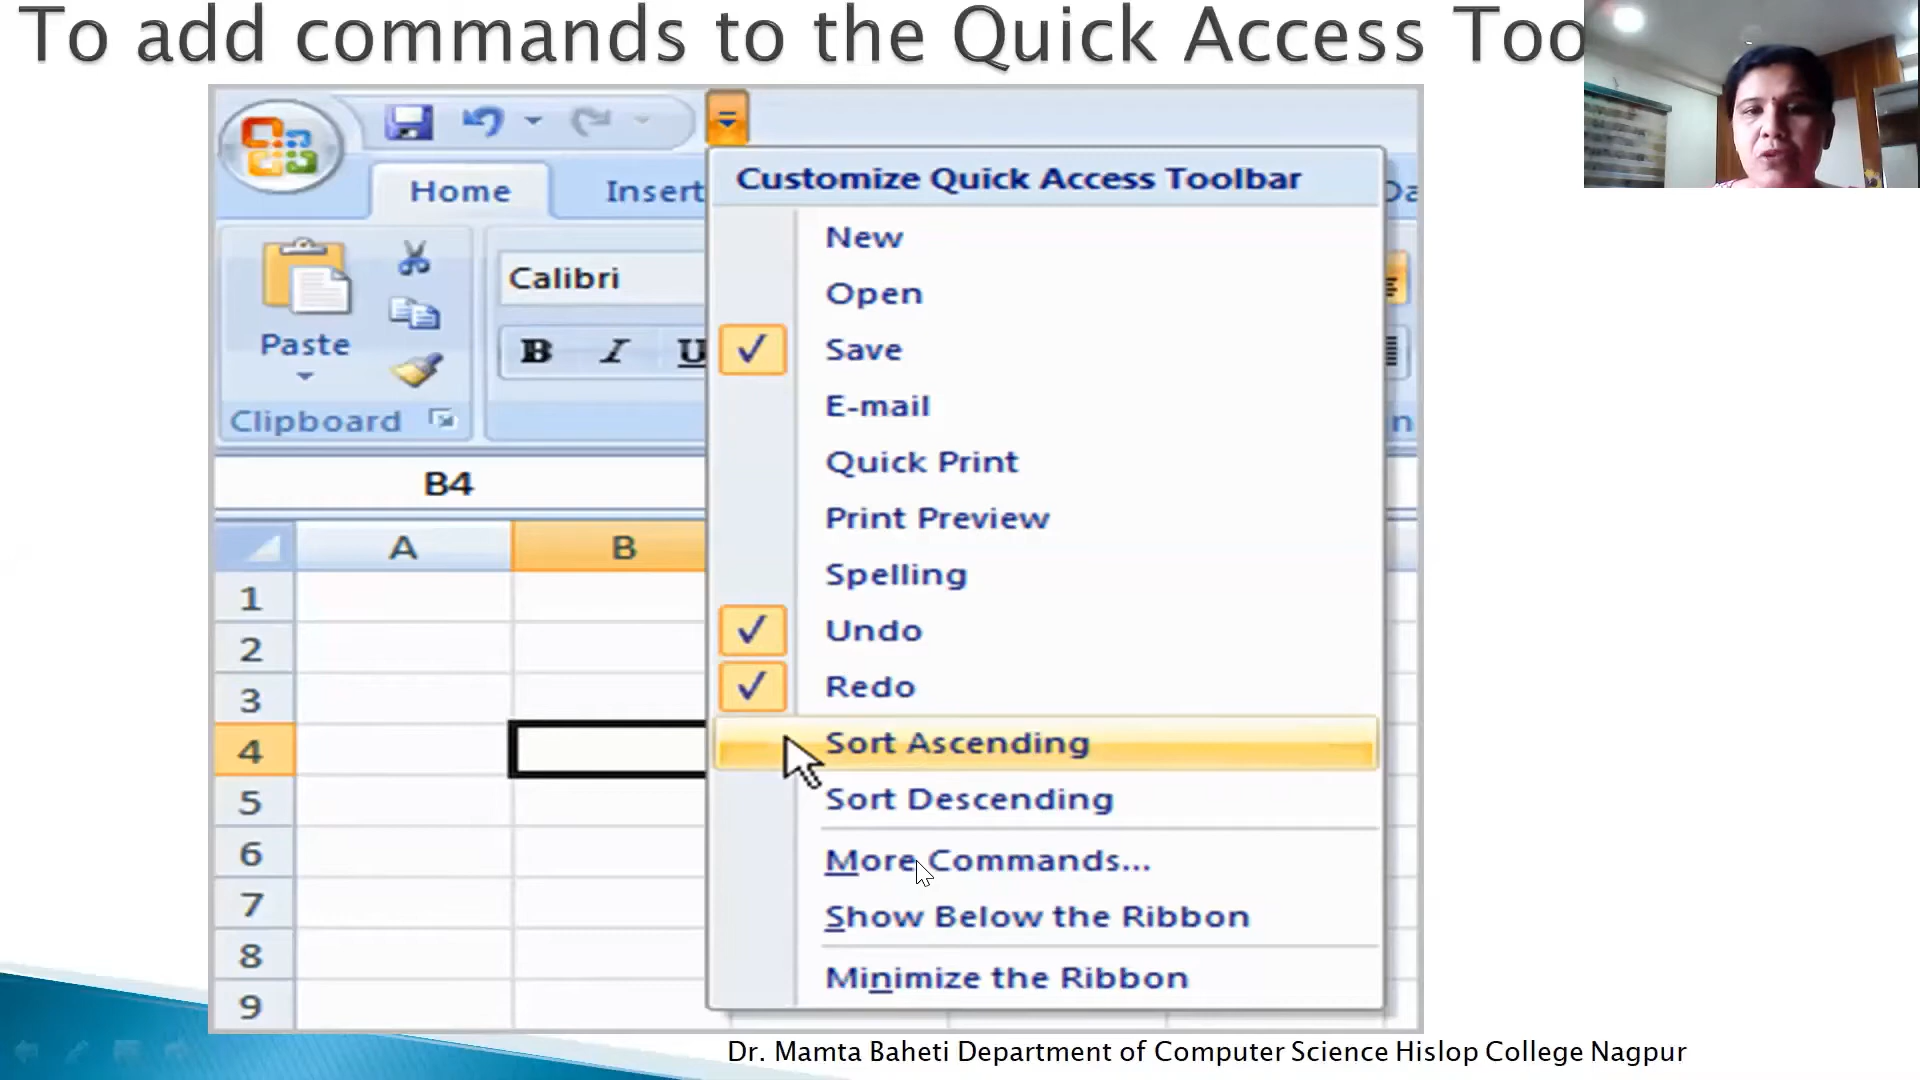 To add commands to the Quick Access Too
Customize Quick Access Toolbar
Home
Insert
Da
New
Open
Calibri
Save
Paste
B I U
E-mail
Clipboard
n
Quick Print
B4
Print Preview
A
B
Spelling
1
2
Undo
3
Redo
4
Sort Ascending
5
Sort Descending
6
More Commands...
7
Show Below the Ribbon
8
Minimize the Ribbon
9
Dr. Mamta Baheti Department of Computer Science Hislop College Nagpur